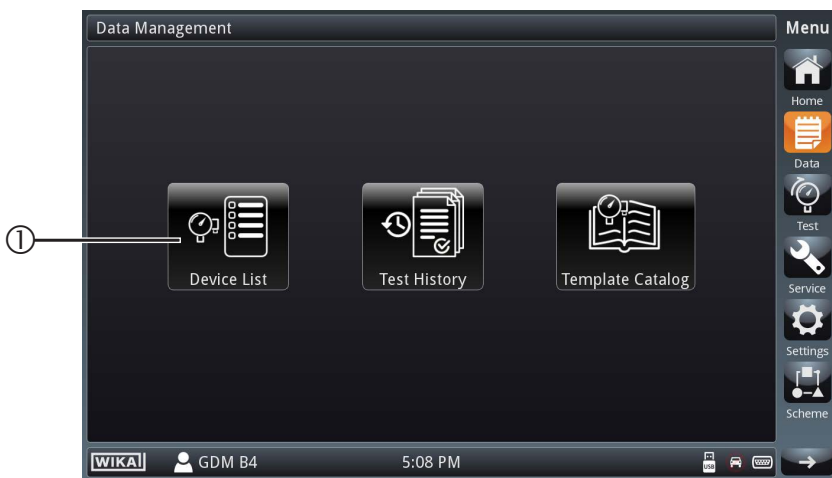 Data Management
Menu
Home
Data
Test
Service
Settings
Scheme
①
Device List
Test History
Template Catalog
WIKAI
GDM B4
5:08 PM
USB